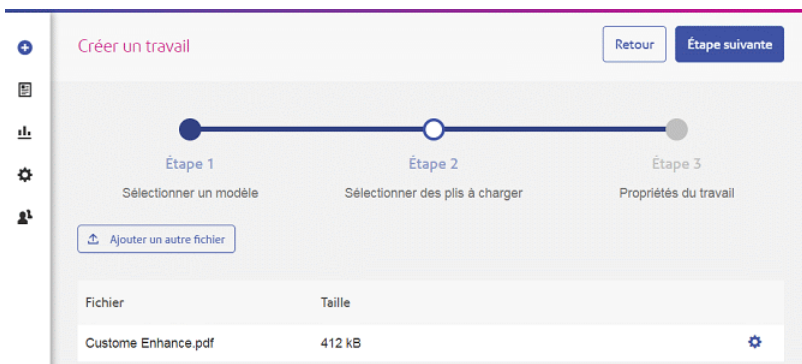 Créer un travail
Retour
Étape suivante
Étape 1
Étape 2
Étape 3
Sélectionner un modèle
Sélectionner des plis à charger
Propriétés du travail
Ajouter un autre fichier
Fichier
Taille
Custome Enhance.pdf
412 kB